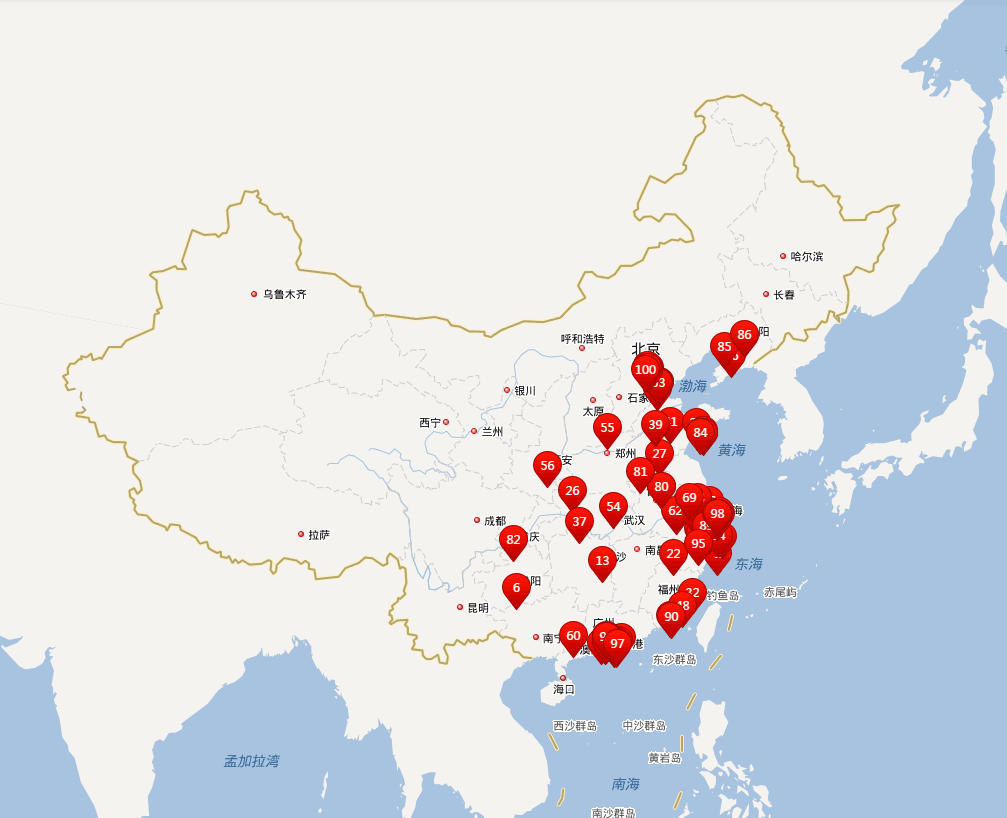 哈尔滨
乌鲁木齐
长春
86
阳
呼和浩特
85
北京
100
93
渤海
银川
石家
太原
西宁
兰州
39
84
55
黄海
郑州
27
56
安
81
26
80
69
54
62
98
海
成都
武汉
37
拉萨
82
庆
95
南昌
22
13
沙
东海
6
阳
福州
钓鱼岛
赤尾屿
48
昆明
90
广州
60
南宁
97
港
澳
东沙群岛
海口
西沙群岛
中沙群岛
黄岩岛
孟加拉湾
南海
南沙群岛